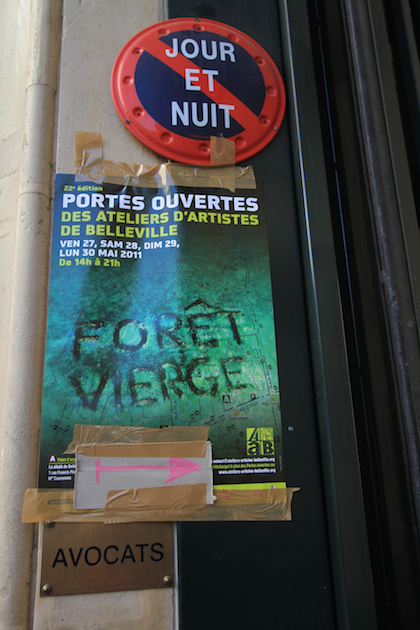 JOUR
ET
NUIT
22e édition
PORTES OUVERTES
DES ATELIERS D'ARTISTES
DE BELLEVILLE
VEN 27, SAM 28, DIM 29,
LUN 30 MAI 2011
De 14h à 21h
FORÊT
VIERGE
A
AAB
www.ateliers-artistes-belleville.org
AVOCATS